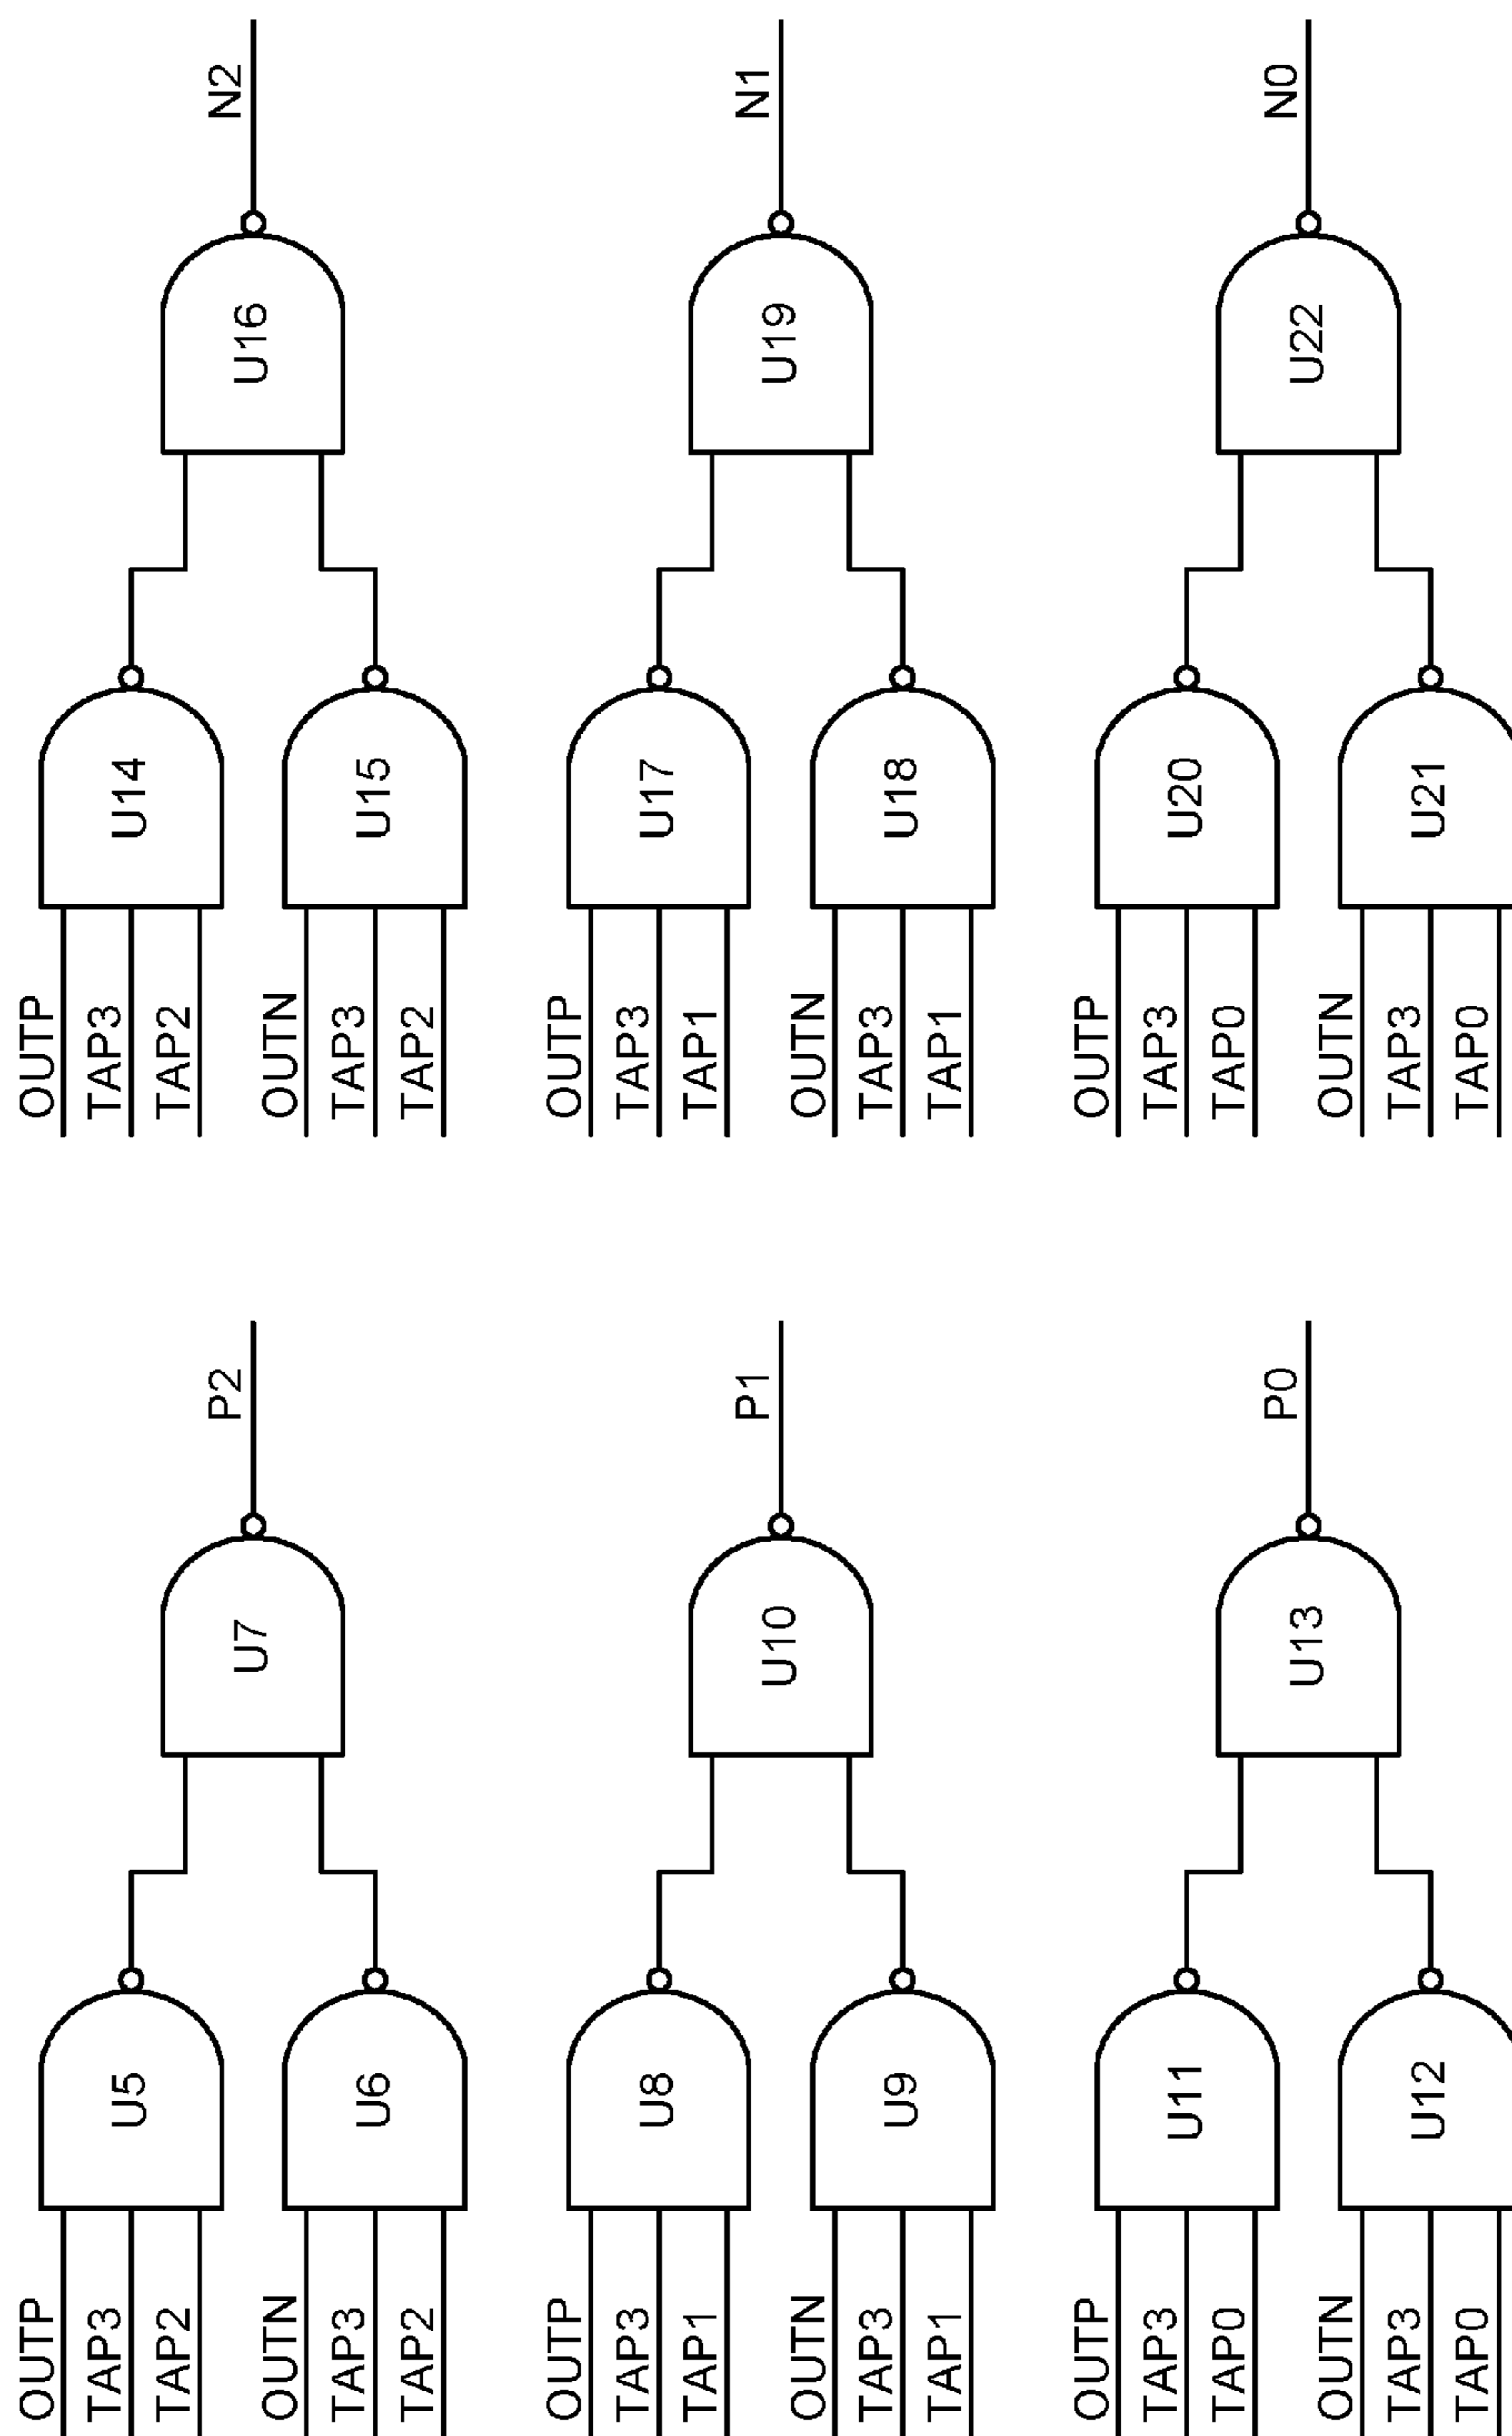 OUTP
TAP3
TAP2
U5
OUTN
TAP3
TAP2
U6
U7
P2
OUTP
TAP3
TAP1
U8
OUTN
TAP3
TAP1
U9
U10
P1
OUTP
TAP3
TAP0
U11
OUTN
TAP3
TAP0
U12
U13
P0
OUTP
TAP3
TAP2
U14
OUTN
TAP3
TAP2
U15
U16
N2
OUTP
TAP3
TAP1
U17
OUTN
TAP3
TAP1
U18
U19
N1
OUTP
TAP3
TAP0
U20
OUTN
TAP3
TAP0
U21
U22
N0